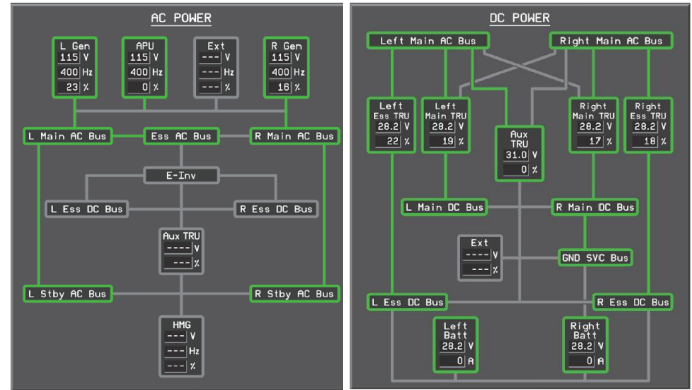 AC POWER
L Gen
115 V
400 Hz
23 %
APU
115 V
400 Hz
0 %
Ext
--- V
--- Hz
--- %
R Gen
115 V
400 Hz
16 %
L Main AC Bus
Ess AC Bus
R Main AC Bus
E-Inv
L Ess DC Bus
R Ess DC Bus
Aux TRU
---- V
--- %
L Stby AC Bus
R Stby AC Bus
HMG
--- V
--- Hz
--- %
DC POWER
Left Main AC Bus
Right Main AC Bus
Left
Ess TRU
28.2 V
22 %
Left
Main TRU
28.2 V
19 %
Aux
TRU
31.0 V
0 %
Right
Main TRU
28.2 V
17 %
Right
Ess TRU
28.2 V
18 %
L Main DC Bus
R Main DC Bus
Ext
---- V
--- %
GND SVC Bus
L Ess DC Bus
R Ess DC Bus
Left
Batt
28.2 V
0 A
Right
Batt
28.2 V
0 A